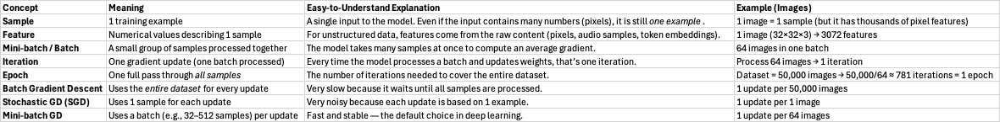 Concept Meaning Easy-to-Understand Explanation Example (Images)
Sample 1 training example A single input to the model. Even if the input contains many numbers (pixels), it is still one example . 1 image = 1 sample (but it has thousands of pixel features)
Feature Numerical values describing 1 sample For unstructured data, features come from the raw content (pixels, audio samples, token embeddings). 1 image (32×32×3) → 3072 features
Mini-batch / Batch A small group of samples processed together The model takes many samples at once to compute an average gradient. 64 images in one batch
Iteration One gradient update (one batch processed) Every time the model processes a batch and updates weights, that's one iteration. Process 64 images → 1 iteration
Epoch One full pass through all samples The number of iterations needed to cover the entire dataset. Dataset = 50,000 images → 50,000/64 ≈ 781 iterations = 1 epoch
Batch Gradient Descent Uses the entire dataset for every update Very slow because it waits until all samples are processed. 1 update per 50,000 images
Stochastic GD (SGD) Uses 1 sample for each update Very noisy because each update is based on 1 example. 1 update per 1 image
Mini-batch GD Uses a batch (e.g., 32–512 samples) per update Fast and stable — the default choice in deep learning. 1 update per 64 images